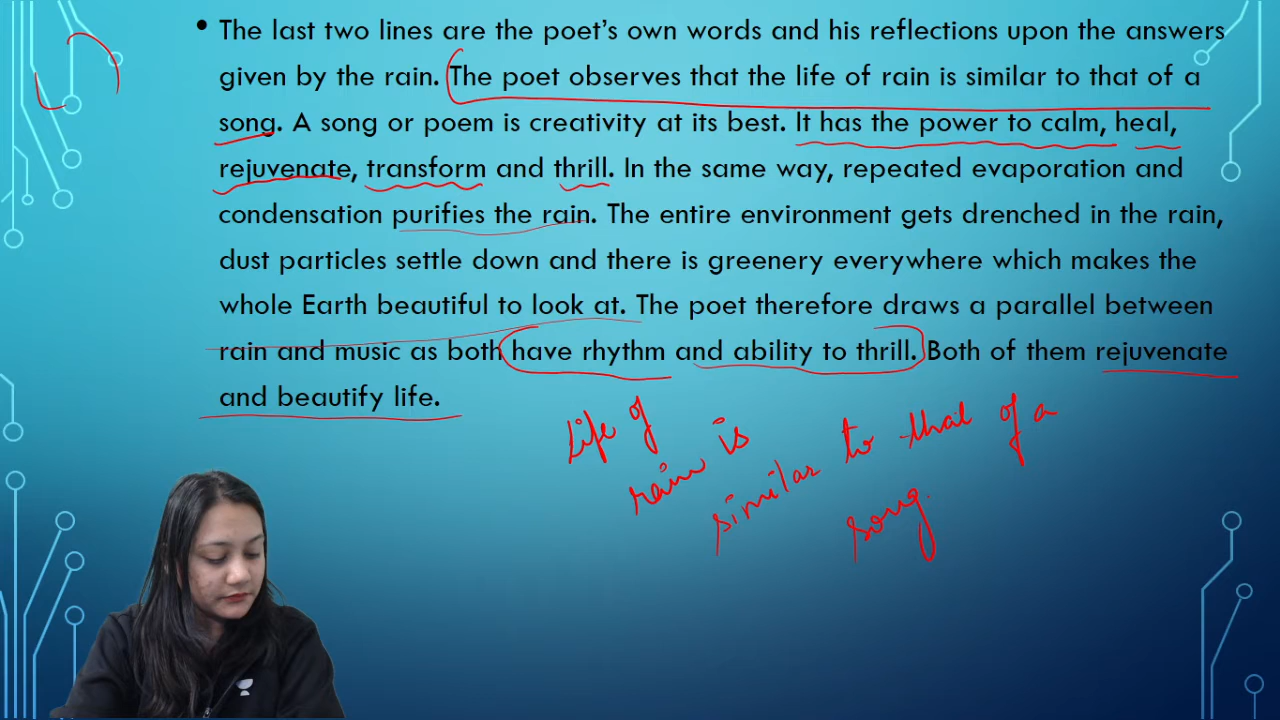 • The last two lines are the poet's own words and his reflections upon the answers
given by the rain. The poet observes that the life of rain is similar to that of a
song. A song or poem is creativity at its best. It has the power to calm, heal,
rejuvenate, transform and thrill. In the same way, repeated evaporation and
condensation purifies the rain. The entire environment gets drenched in the rain,
dust particles settle down and there is greenery everywhere which makes the
whole Earth beautiful to look at. The poet therefore draws a parallel between
rain and music as both have rhythm and ability to thrill. Both of them rejuvenate
and beautify life.
Life of
rain is
similar to that of a
song.